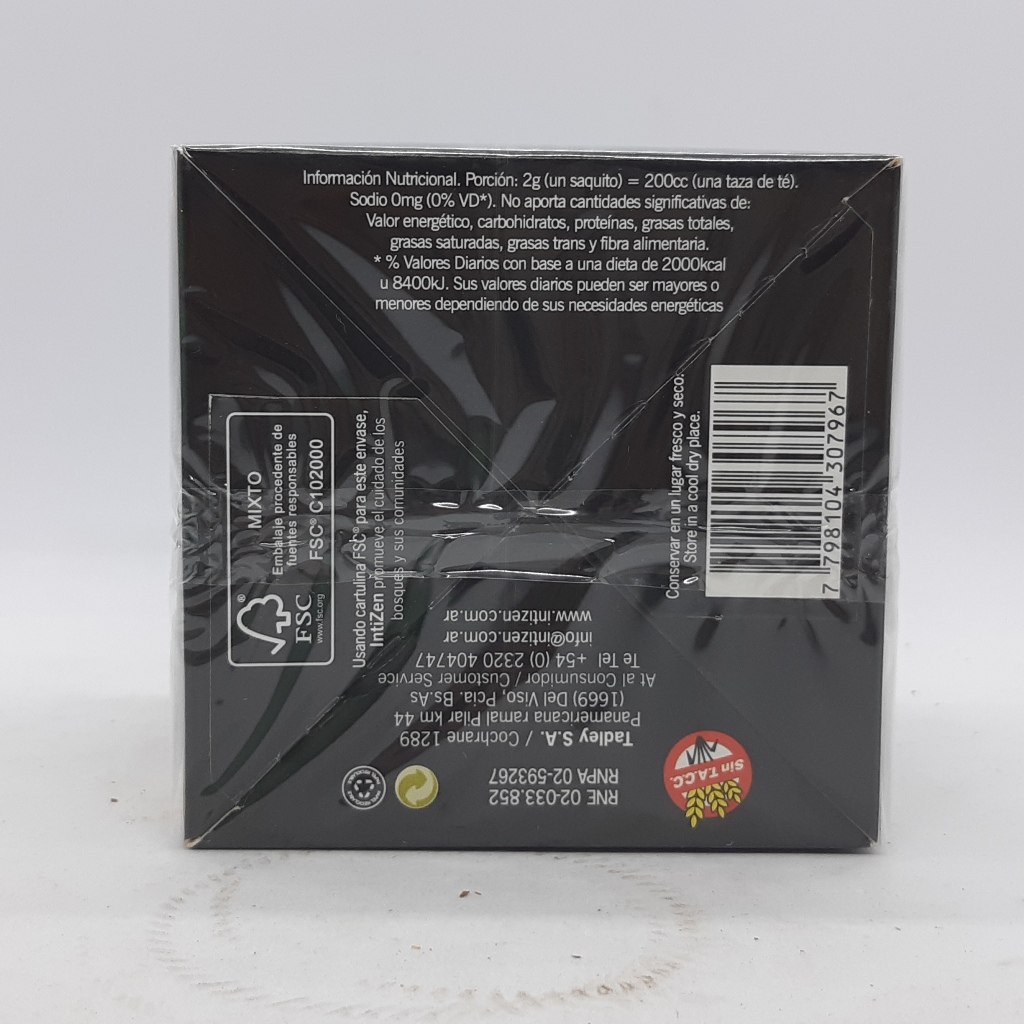 Información Nutricional. Porción: 2g (un saquito) = 200cc (una taza de té).
Sodio 0mg (0% VD*). No aporta cantidades significativas de:
Valor energético, carbohidratos, proteínas, grasas totales,
grasas saturadas, grasas trans y fibra alimentaria.
* % Valores Diarios con base a una dieta de 2000kcal
u 8400kJ. Sus valores diarios pueden ser mayores o
menores dependiendo de sus necesidades energéticas
MIXTO
Embalaje procedente de
fuentes responsables
FSC® C102000
®
FSC
www.fsc.org
Usando cartulina FSC® para este envase,
IntiZen promueve el cuidado de los
bosques y sus comunidades
Conservar en un lugar fresco y seco.
Store in a cool dry place.
7 798104 307967
RNE 02-033.852
RNPA 02-593267
Tadley S.A. / Cochrane 1289
Panamericana ramal Pilar km 44
(1669) Del Viso, Pcia. Bs.As
At al Consumidor / Customer Service
Te Tel +54 (0) 2320 404747
info@intizen.com.ar
www.intizen.com.ar
Sin T.A.C.C.